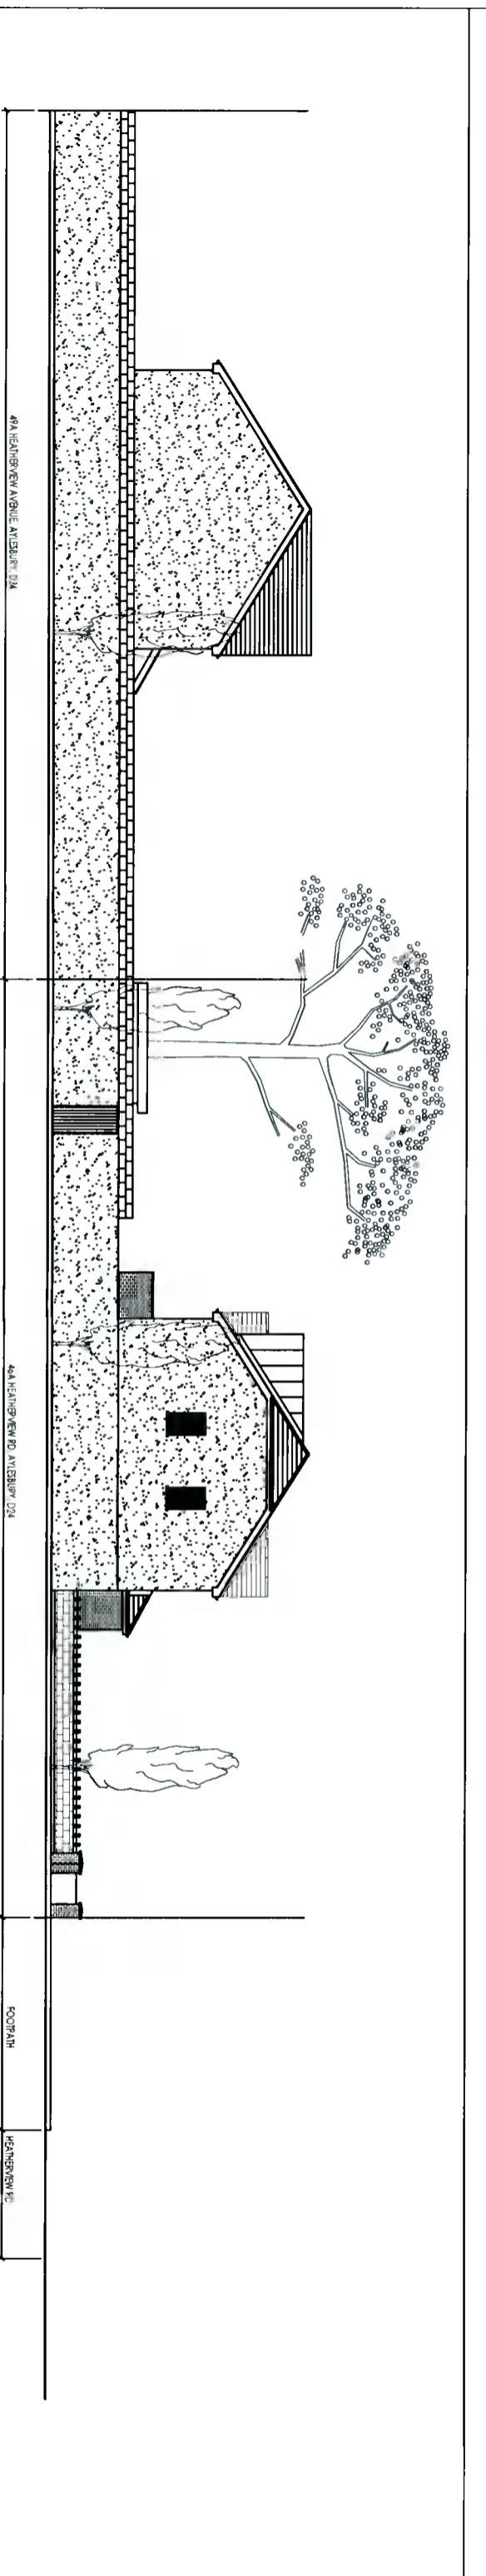 49A HEATHERVIEW AVENUE, AYLESBURY, D24
46A HEATHERVIEW RD, AYLESBURY, D24
FOOTPATH
HEATHERVIEW RD